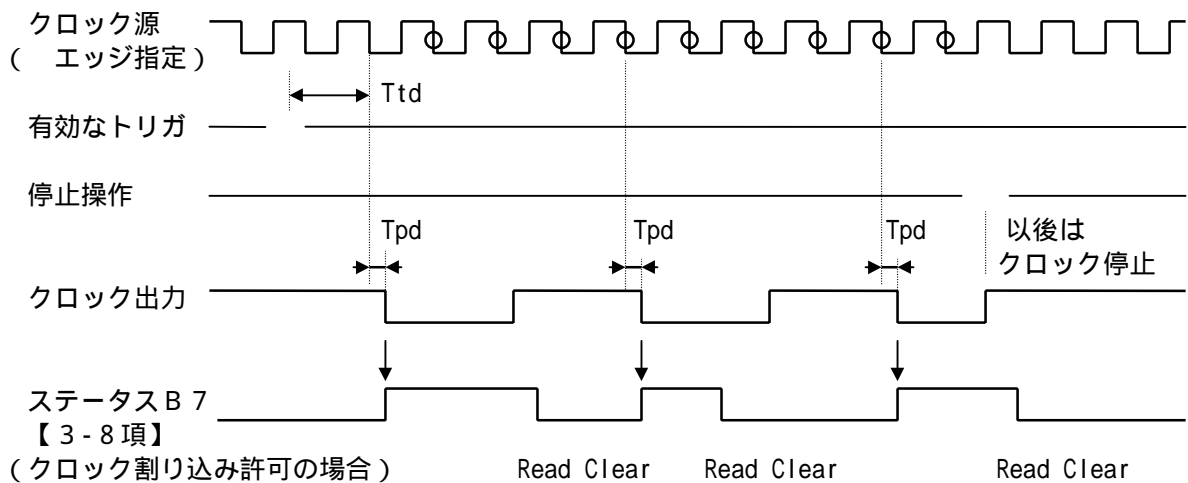 クロック源
(　エッジ指定)
Ttd
有効なトリガ
停止操作
Tpd Tpd Tpd 以後は
クロック停止
クロック出力
ステータスB7
【3-8項】
(クロック割り込み許可の場合) Read Clear Read Clear Read Clear